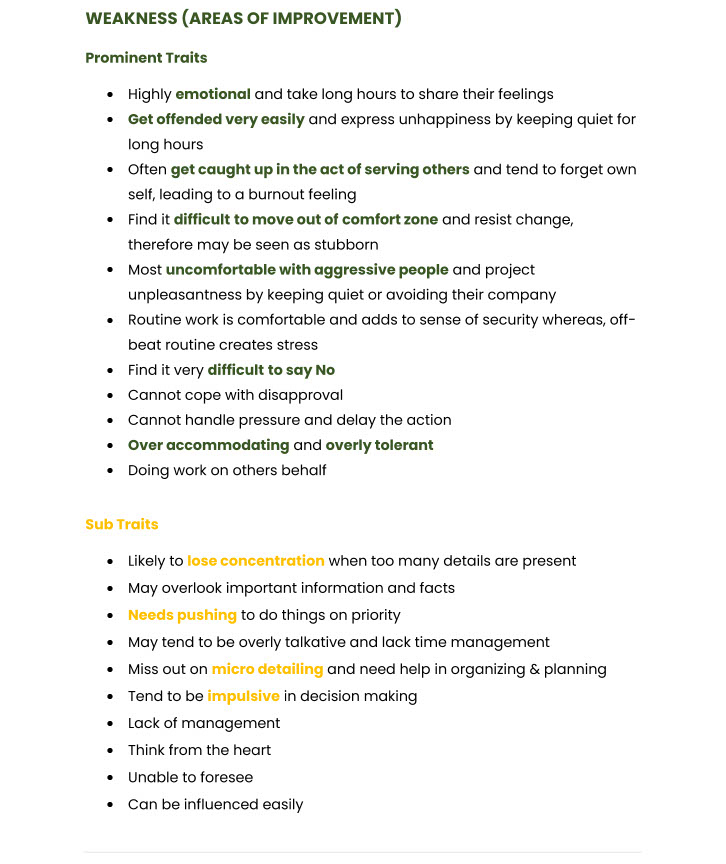 WEAKNESS (AREAS OF IMPROVEMENT)
Prominent Traits
• Highly emotional and take long hours to share their feelings
• Get offended very easily and express unhappiness by keeping quiet for
long hours
• Often get caught up in the act of serving others and tend to forget own
self, leading to a burnout feeling
• Find it difficult to move out of comfort zone and resist change,
therefore may be seen as stubborn
• Most uncomfortable with aggressive people and project
unpleasantness by keeping quiet or avoiding their company
• Routine work is comfortable and adds to sense of security whereas, off-
beat routine creates stress
• Find it very difficult to say No
• Cannot cope with disapproval
• Cannot handle pressure and delay the action
• Over accommodating and overly tolerant
• Doing work on others behalf
Sub Traits
• Likely to lose concentration when too many details are present
• May overlook important information and facts
• Needs pushing to do things on priority
• May tend to be overly talkative and lack time management
• Miss out on micro detailing and need help in organizing & planning
• Tend to be impulsive in decision making
• Lack of management
• Think from the heart
• Unable to foresee
• Can be influenced easily